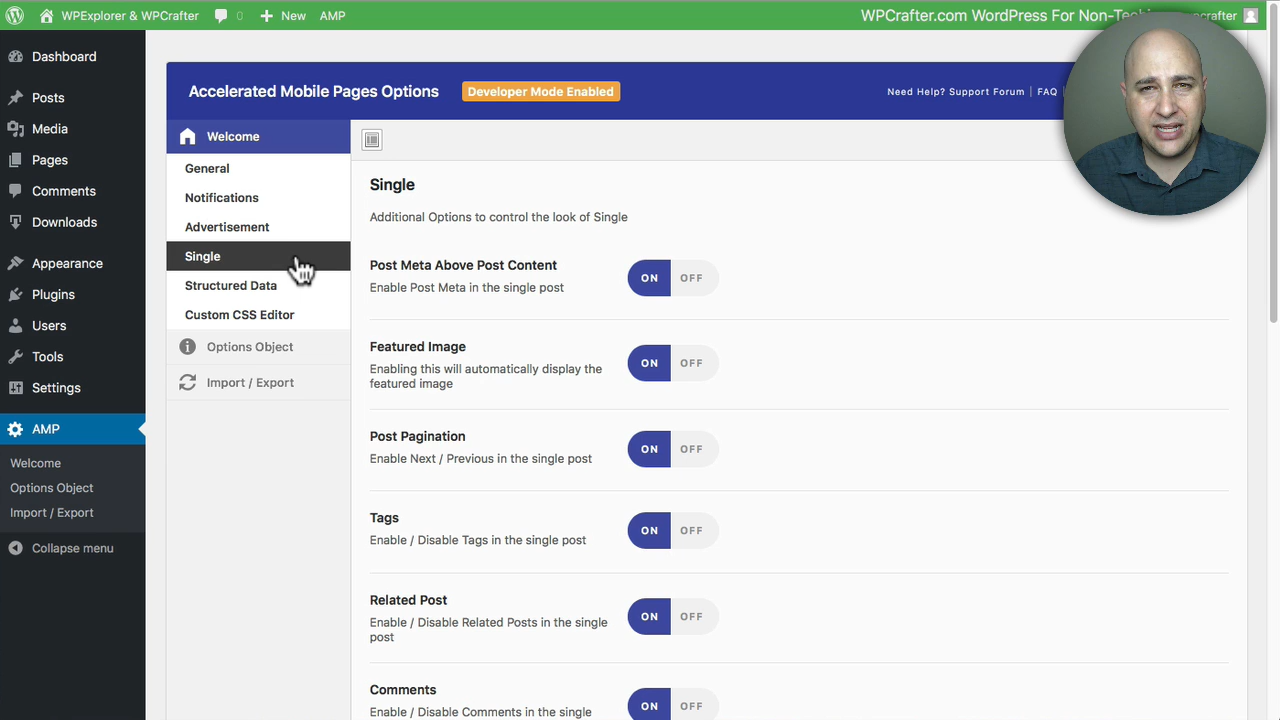 WPExplorer & WPCrafter 0 New AMP
WPCrafter.com WordPress For Non-Tech
crafter
Dashboard
Posts
Media
Pages
Comments
Downloads
Appearance
Plugins
Users
Tools
Settings
AMP
Welcome
Options Object
Import / Export
Collapse menu
Accelerated Mobile Pages Options
Developer Mode Enabled
Need Help? Support Forum | FAQ |
Welcome
General
Notifications
Advertisement
Single
Structured Data
Custom CSS Editor
Options Object
Import / Export
Single
Additional Options to control the look of Single
Post Meta Above Post Content
Enable Post Meta in the single post
ON OFF
Featured Image
Enabling this will automatically display the
featured image
ON OFF
Post Pagination
Enable Next / Previous in the single post
ON OFF
Tags
Enable / Disable Tags in the single post
ON OFF
Related Post
Enable / Disable Related Posts in the single
post
ON OFF
Comments
Enable / Disable Comments in the single
ON OFF